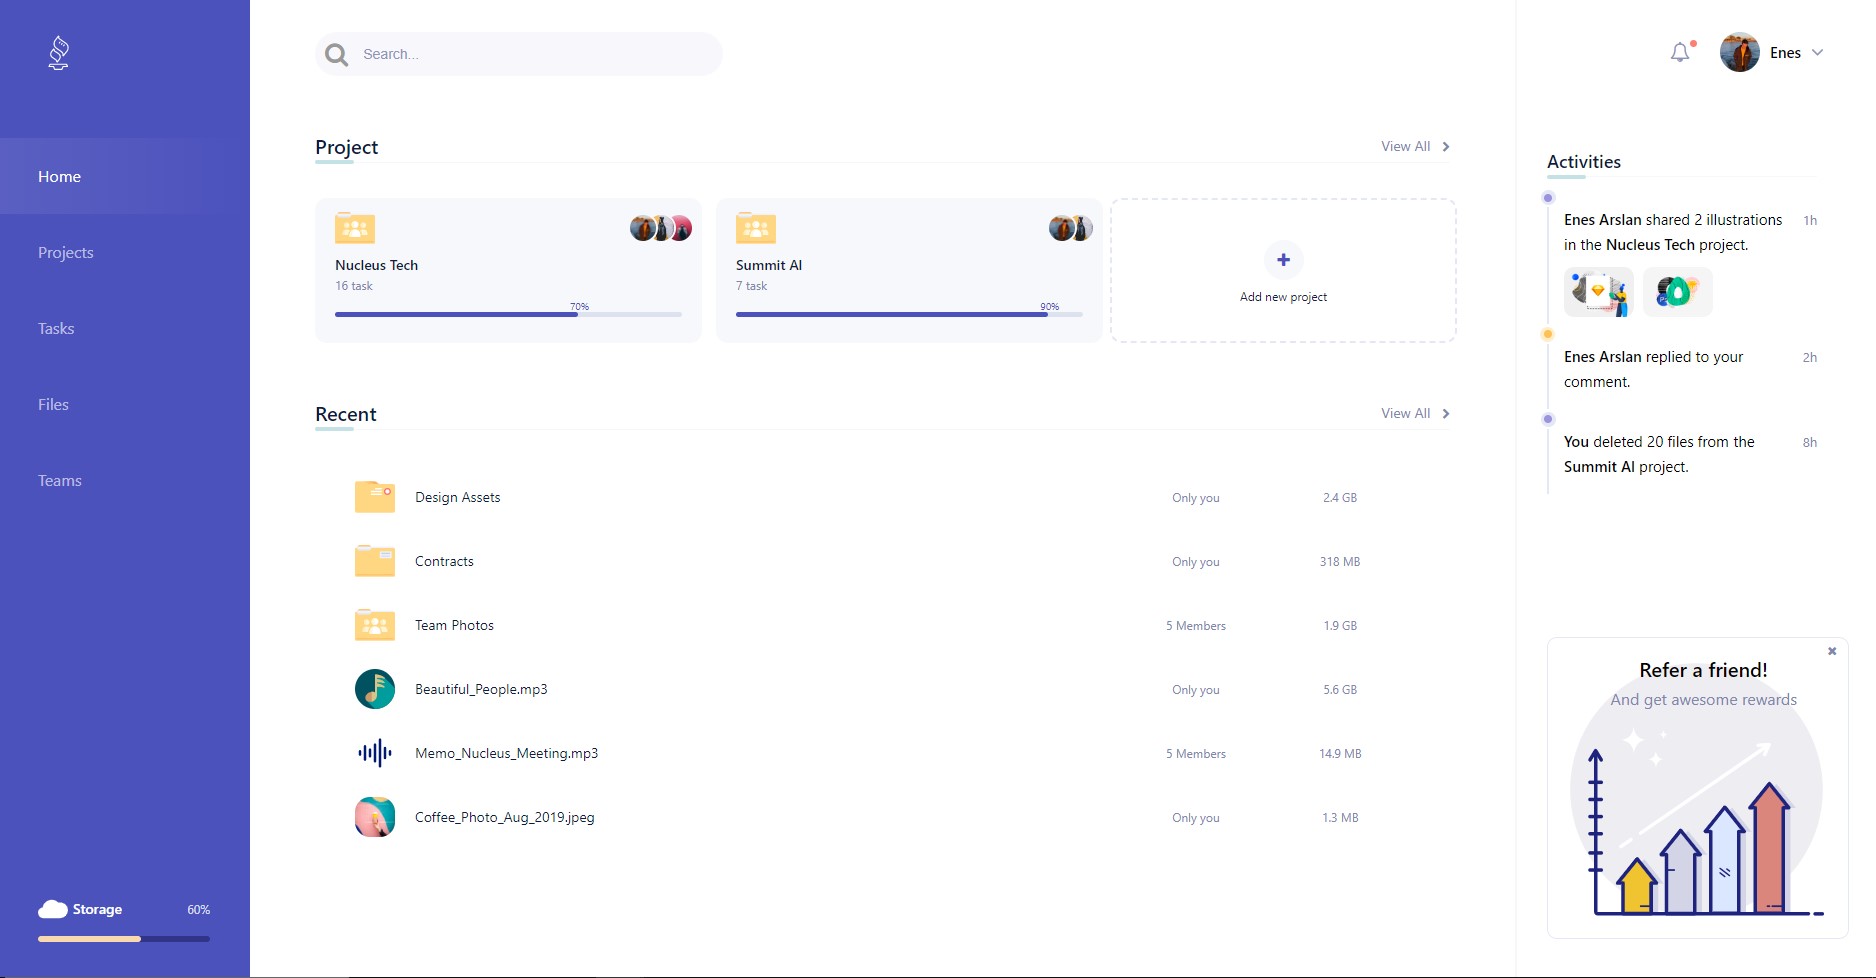 Home
Projects
Tasks
Files
Teams
Storage 60%
Search...
Project View All
Nucleus Tech
16 task
70%
Summit AI
7 task
90%
Add new project
Recent View All
Design Assets Only you 2.4 GB
Contracts Only you 318 MB
Team Photos 5 Members 1.9 GB
Beautiful_People.mp3 Only you 5.6 GB
Memo_Nucleus_Meeting.mp3 5 Members 14.9 MB
Coffee_Photo_Aug_2019.jpeg Only you 1.3 MB
Enes
Activities
Enes Arslan shared 2 illustrations 1h
in the Nucleus Tech project.
Enes Arslan replied to your 2h
comment.
You deleted 20 files from the 8h
Summit AI project.
Refer a friend!
And get awesome rewards